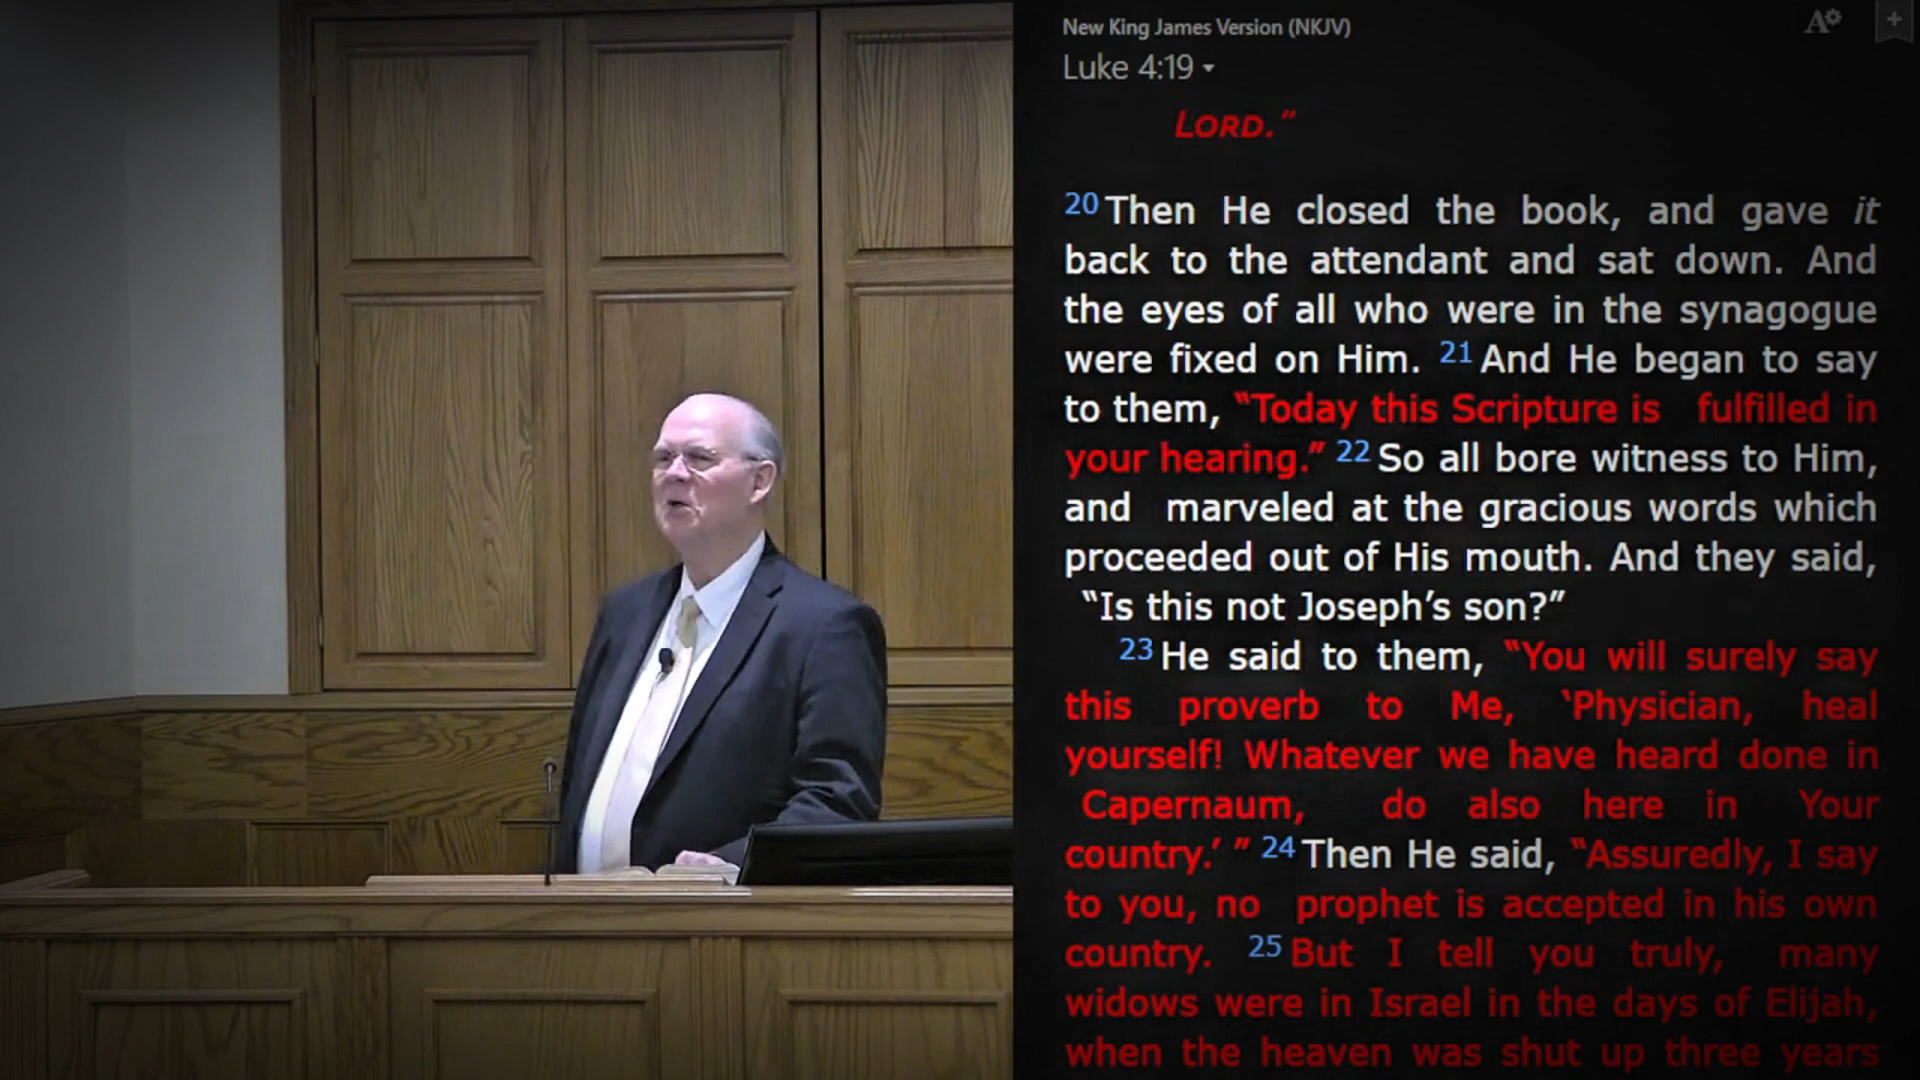 New King James Version (NKJV)
Luke 4:19
LORD.”
20 Then He closed the book, and gave it
back to the attendant and sat down. And
the eyes of all who were in the synagogue
were fixed on Him. 21 And He began to say
to them, “Today this Scripture is fulfilled in
your hearing.” 22 So all bore witness to Him,
and marveled at the gracious words which
proceeded out of His mouth. And they said,
“Is this not Joseph’s son?”
23 He said to them, “You will surely say
this proverb to Me, ‘Physician, heal
yourself! Whatever we have heard done in
Capernaum, do also here in Your
country.’ ” 24 Then He said, “Assuredly, I say
to you, no prophet is accepted in his own
country. 25 But I tell you truly, many
widows were in Israel in the days of Elijah,
when the heaven was shut up three years